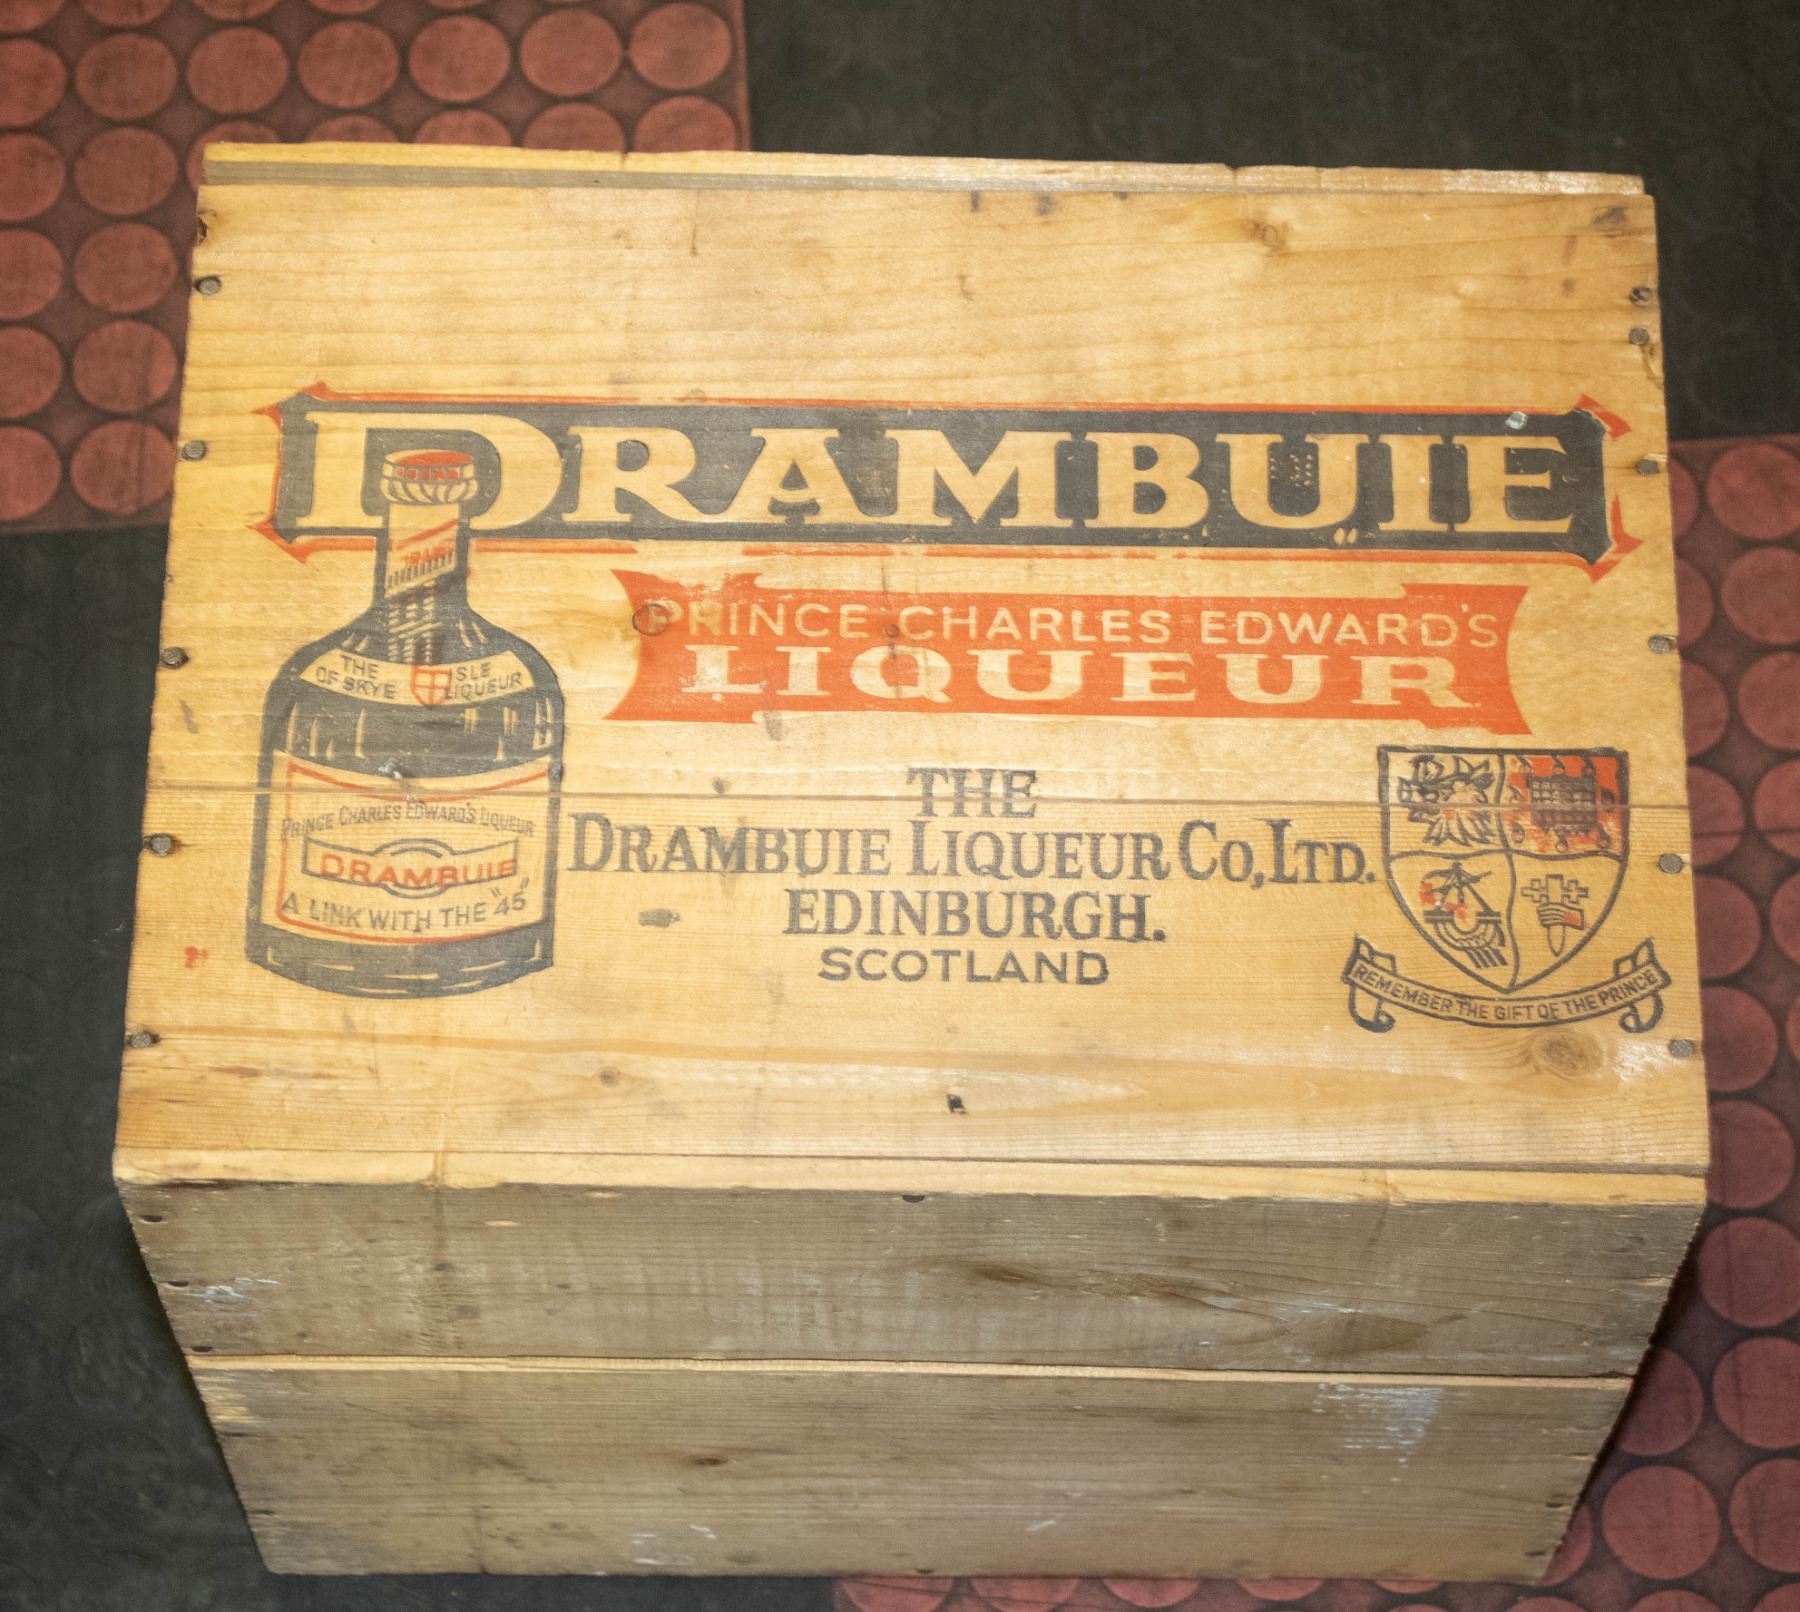 DRAMBUIE
PRINCE CHARLES EDWARD'S
LIQUEUR
THE ISLE
OF SKYE LIQUEUR
PRINCE CHARLES EDWARD'S LIQUEUR
DRAMBUIE
A LINK WITH THE "45"
THE
DRAMBUIE LIQUEUR CO, LTD.
EDINBURGH.
SCOTLAND
REMEMBER THE GIFT OF THE PRINCE